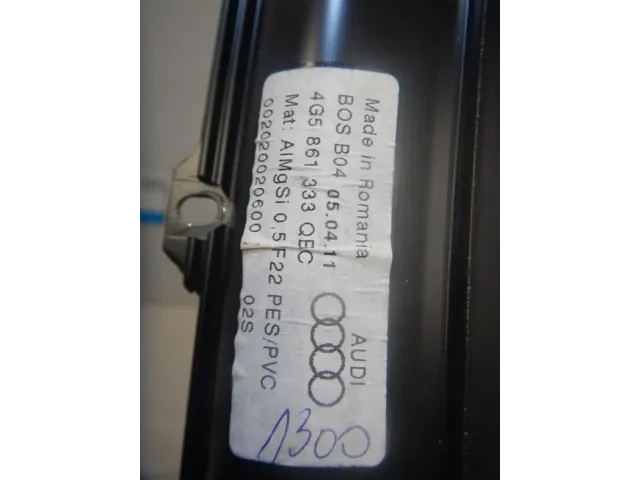 Made in Romania
BOS B04 05.04.11
AUDI
4G5 861 333 QEC
Mat: AlMgSi 0,5F22 PES/PVC
002020020600 02S
1300